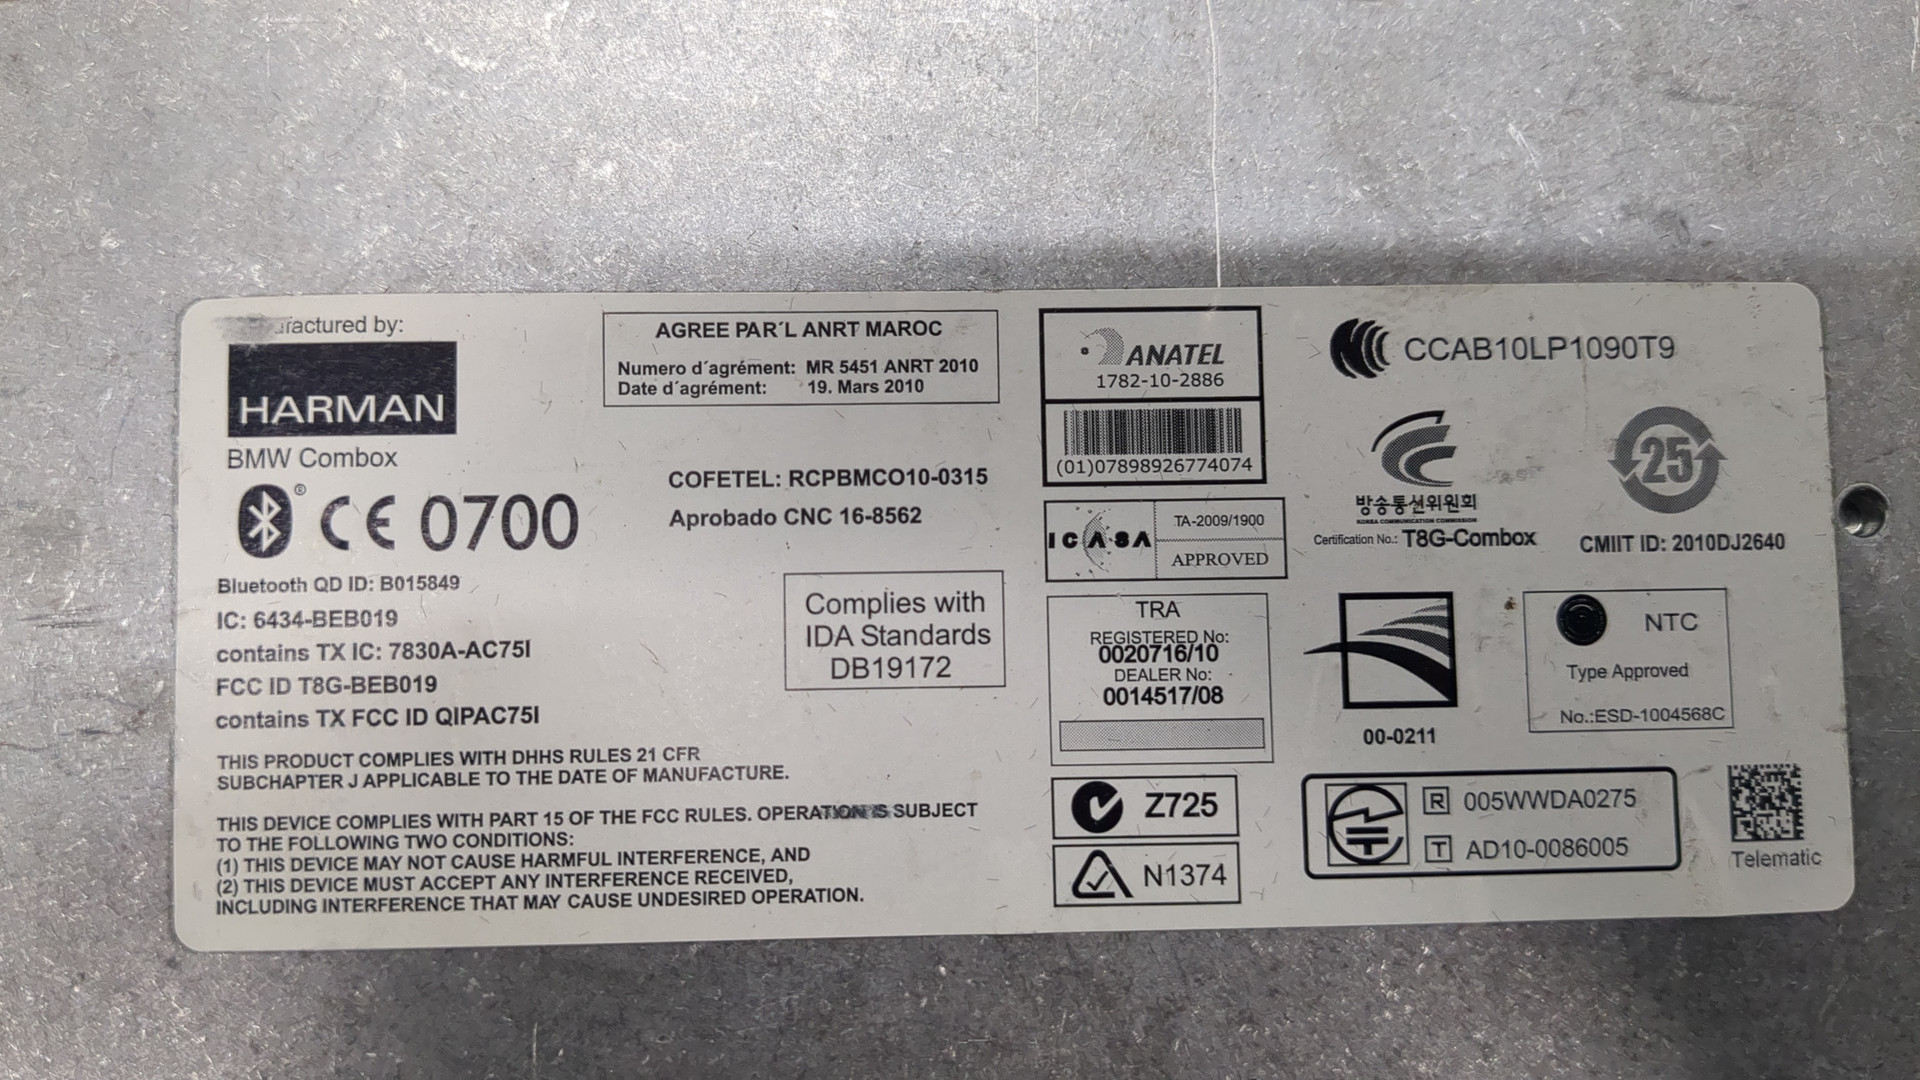 by:
HARMAN
BMW Combox
CE 0700
Bluetooth QD ID: B015849
IC: 6434-BEB019
contains TX IC: 7830A-AC75I
FCC ID T8G-BEB019
contains TX FCC ID QIPAC75I
THIS PRODUCT COMPLIES WITH DHHS RULES 21 CFR
SUBCHAPTER J APPLICABLE TO THE DATE OF MANUFACTURE.
THIS DEVICE COMPLIES WITH PART 15 OF THE FCC RULES. OPERATION IS SUBJECT
TO THE FOLLOWING TWO CONDITIONS:
(1) THIS DEVICE MAY NOT CAUSE HARMFUL INTERFERENCE, AND
(2) THIS DEVICE MUST ACCEPT ANY INTERFERENCE RECEIVED,
INCLUDING INTERFERENCE THAT MAY CAUSE UNDESIRED OPERATION.
AGREE PAR´L ANRT MAROC
Numero d´agrément: MR 5451 ANRT 2010
Date d´agrément: 19. Mars 2010
COFETEL: RCPBMCO10-0315
Aprobado CNC 16-8562
Complies with
IDA Standards
DB19172
ANATEL
1782-10-2886
(01)07898926774074
ICASA
TA-2009/1900
APPROVED
TRA
REGISTERED No:
0020716/10
DEALER No:
0014517/08
Z725
N1374
CCAB10LP1090T9
방송통신위원회
KOREA COMMUNICATION COMMISSION
Certification No.: T8G-Combox
25
CMIIT ID: 2010DJ2640
00-0211
NTC
Type Approved
No.:ESD-1004568C
R 005WWDA0275
T AD10-0086005
Telematic